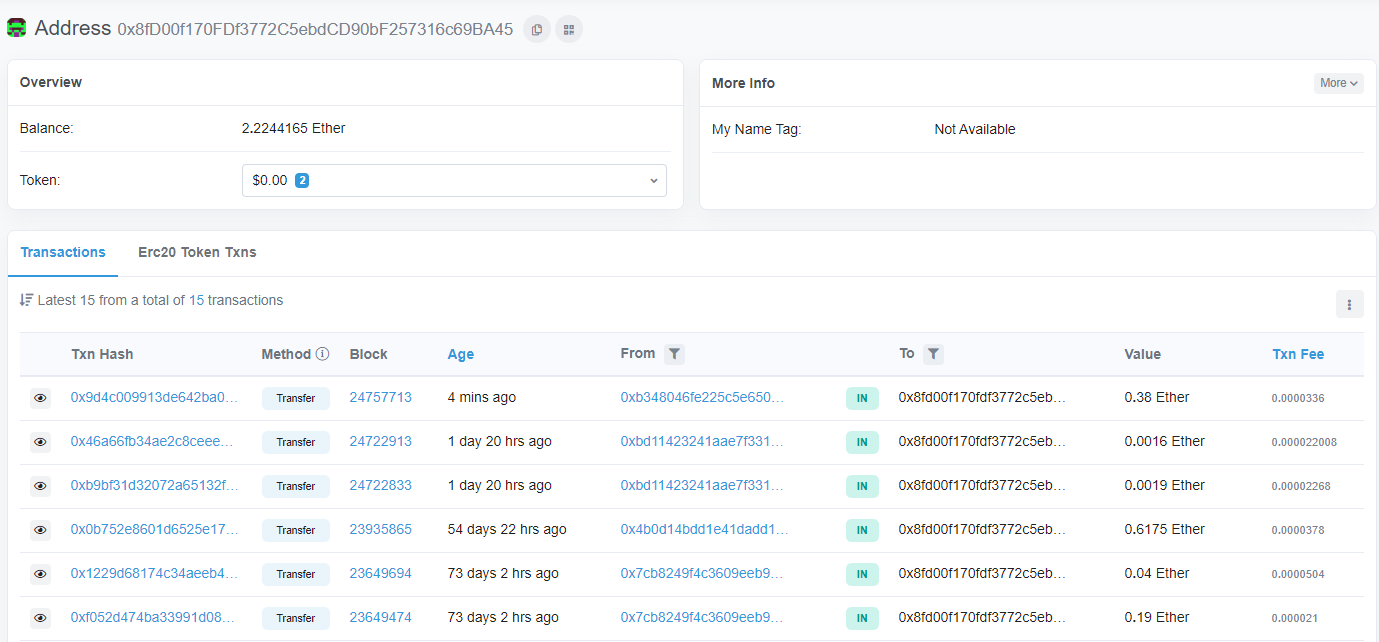 Address 0x8fD00f170FDf3772C5ebdCD90bF257316c69BA45
Overview
Balance: 2.2244165 Ether
Token: $0.00 2
More Info More
My Name Tag: Not Available
Transactions Erc20 Token Txns
Latest 15 from a total of 15 transactions
Txn Hash Method Block Age From To Value Txn Fee
0x9d4c009913de642ba0... Transfer 24757713 4 mins ago 0xb348046fe225c5e650... IN 0x8fd00f170fdf3772c5eb... 0.38 Ether 0.0000336
0x46a66fb34ae2c8ceee... Transfer 24722913 1 day 20 hrs ago 0xbd11423241aae7f331... IN 0x8fd00f170fdf3772c5eb... 0.0016 Ether 0.000022008
0xb9bf31d32072a65132f... Transfer 24722833 1 day 20 hrs ago 0xbd11423241aae7f331... IN 0x8fd00f170fdf3772c5eb... 0.0019 Ether 0.00002268
0x0b752e8601d6525e17... Transfer 23935865 54 days 22 hrs ago 0x4b0d14bdd1e41dadd1... IN 0x8fd00f170fdf3772c5eb... 0.6175 Ether 0.0000378
0x1229d68174c34aeeb4... Transfer 23649694 73 days 2 hrs ago 0x7cb8249f4c3609eeb9... IN 0x8fd00f170fdf3772c5eb... 0.04 Ether 0.0000504
0xf052d474ba33991d08... Transfer 23649474 73 days 2 hrs ago 0x7cb8249f4c3609eeb9... IN 0x8fd00f170fdf3772c5eb... 0.19 Ether 0.000021